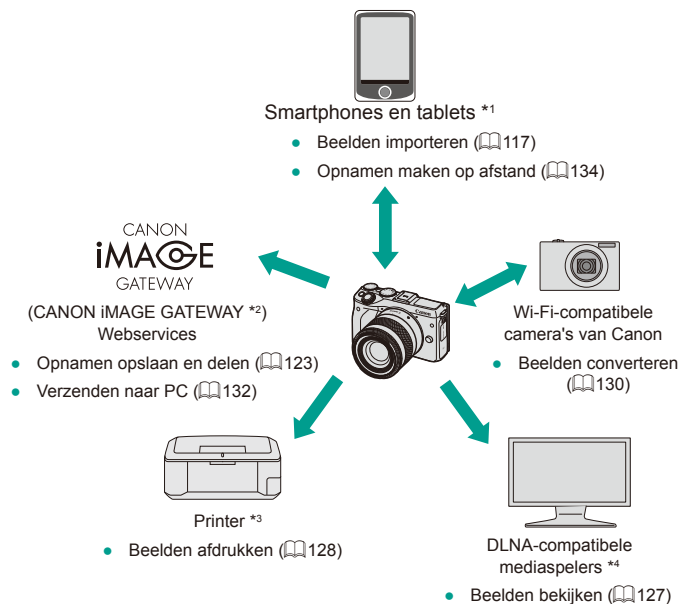 Smartphones en tablets *1
● Beelden importeren (117)
● Opnamen maken op afstand (134)
CANON
iMAGE
GATEWAY
(CANON iMAGE GATEWAY *2)
Webservices
● Opnamen opslaan en delen (123)
● Verzenden naar PC (132)
Canon
Wi-Fi-compatibele
camera's van Canon
● Beelden converteren
(130)
Printer *3
● Beelden afdrukken (128)
DLNA-compatibele
mediaspelers *4
● Beelden bekijken (127)